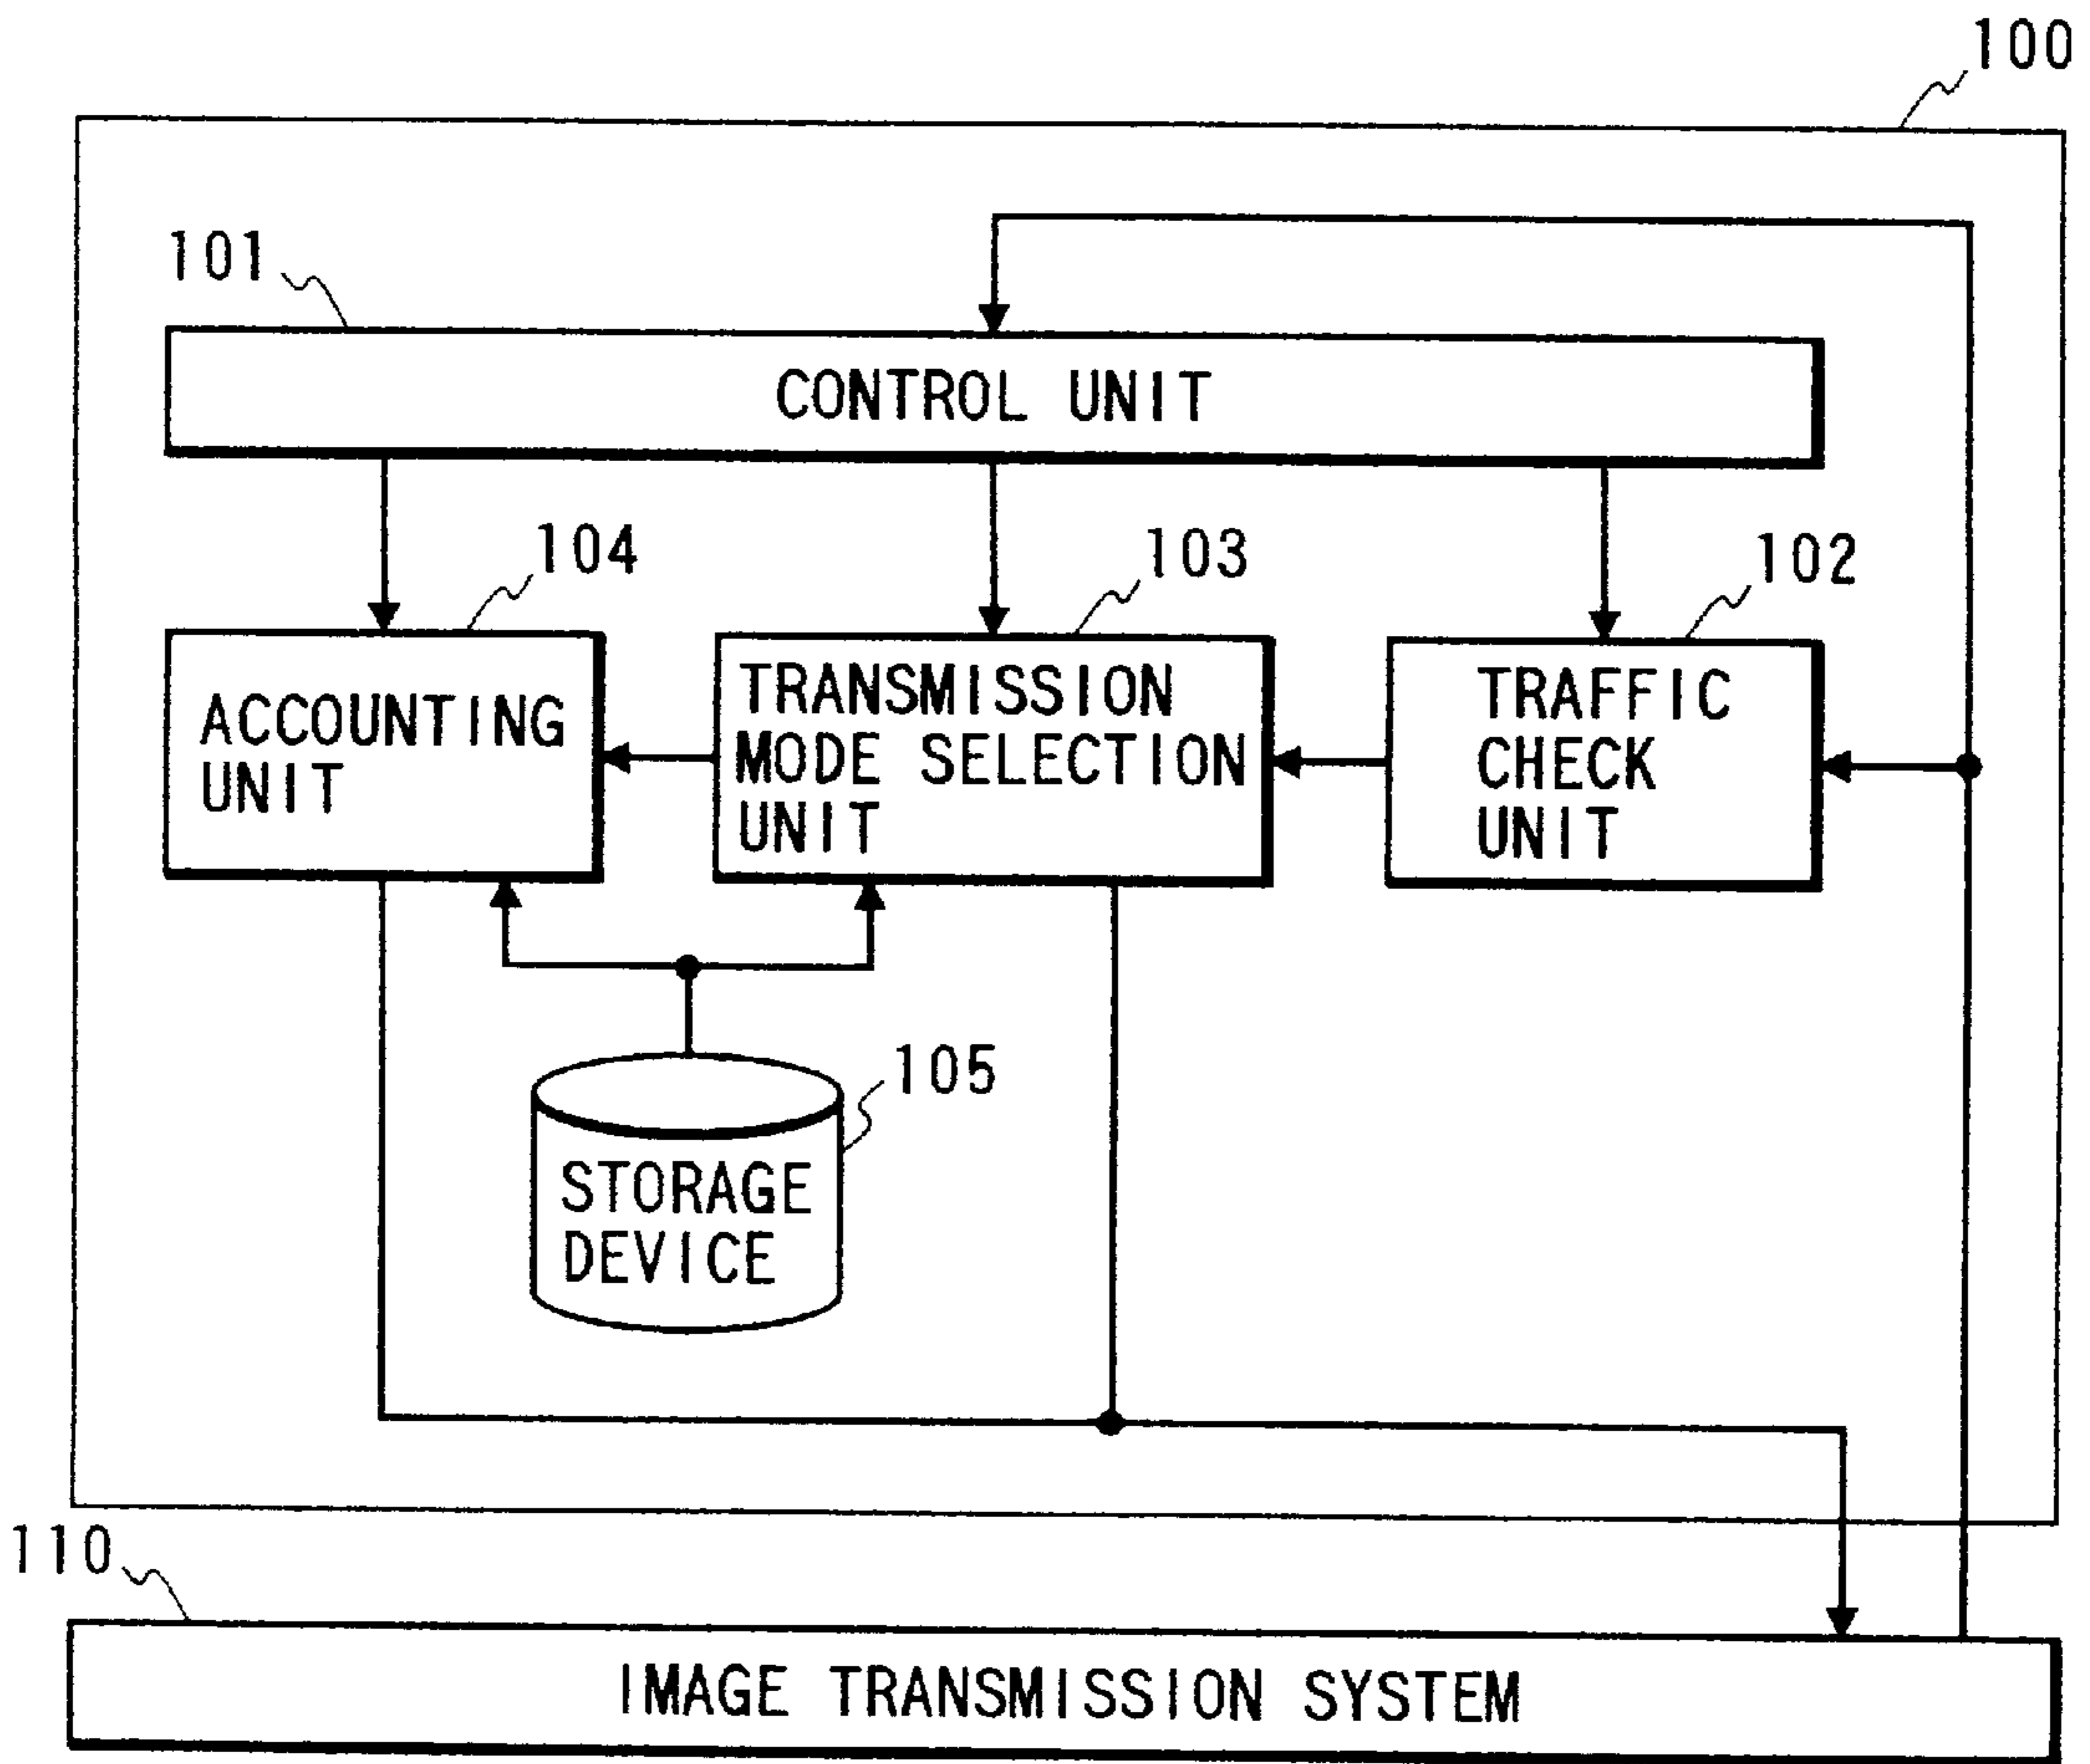 100
101
CONTROL UNIT
104
103
102
ACCOUNTING
UNIT
TRANSMISSION
MODE SELECTION
UNIT
TRAFFIC
CHECK
UNIT
105
STORAGE
DEVICE
110
IMAGE TRANSMISSION SYSTEM